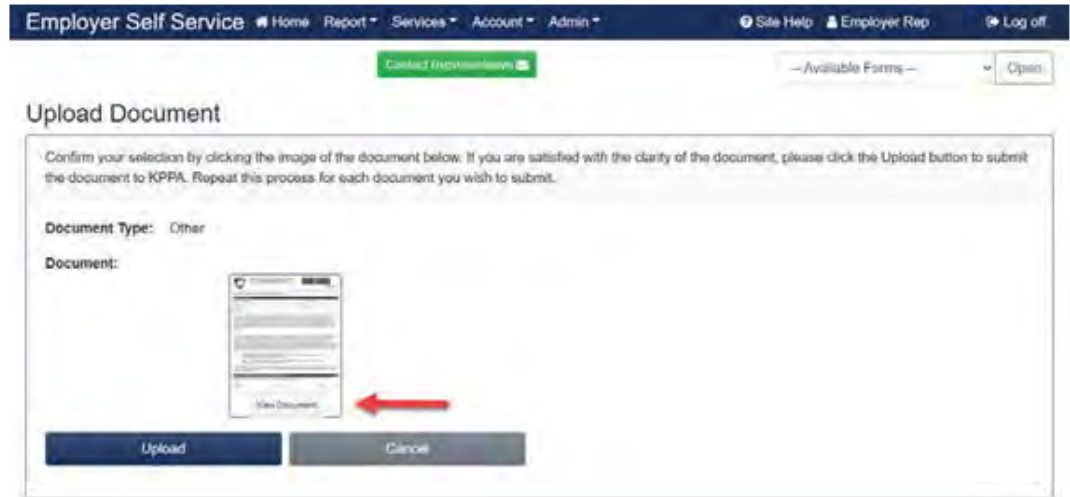 Employer Self Service Home Report Services Account Admin Site Help Employer Rep Log off
Contact -- Available Forms -- Open
Upload Document
Confirm your selection by clicking the image of the document below. If you are satisfied with the clarity of the document, please click the Upload button to submit
the document to KPPA. Repeat this process for each document you wish to submit.
Document Type: Other
Document:
View Document
Upload Cancel